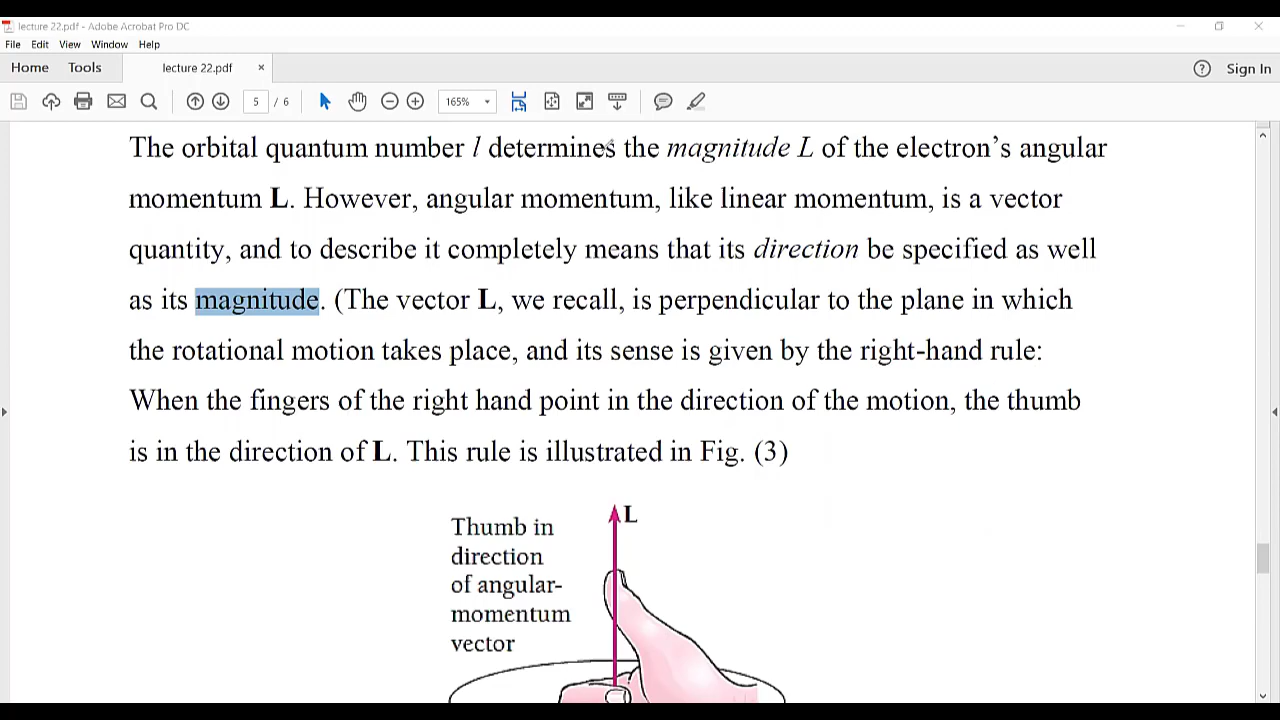 lecture 22.pdf - Adobe Acrobat Pro DC
File Edit View Window Help
Home Tools lecture 22.pdf × Sign In
5 / 6 165%
The orbital quantum number l determines the magnitude L of the electron’s angular
momentum L. However, angular momentum, like linear momentum, is a vector
quantity, and to describe it completely means that its direction be specified as well
as its magnitude. (The vector L, we recall, is perpendicular to the plane in which
the rotational motion takes place, and its sense is given by the right-hand rule:
When the fingers of the right hand point in the direction of the motion, the thumb
is in the direction of L. This rule is illustrated in Fig. (3)
L
Thumb in
direction
of angular-
momentum
vector